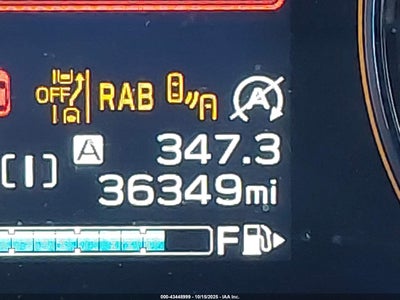 OFF RAB A
A 347.3
(I) 36349mi
F
000-43448999 - 10/15/2025 - IAA Inc.